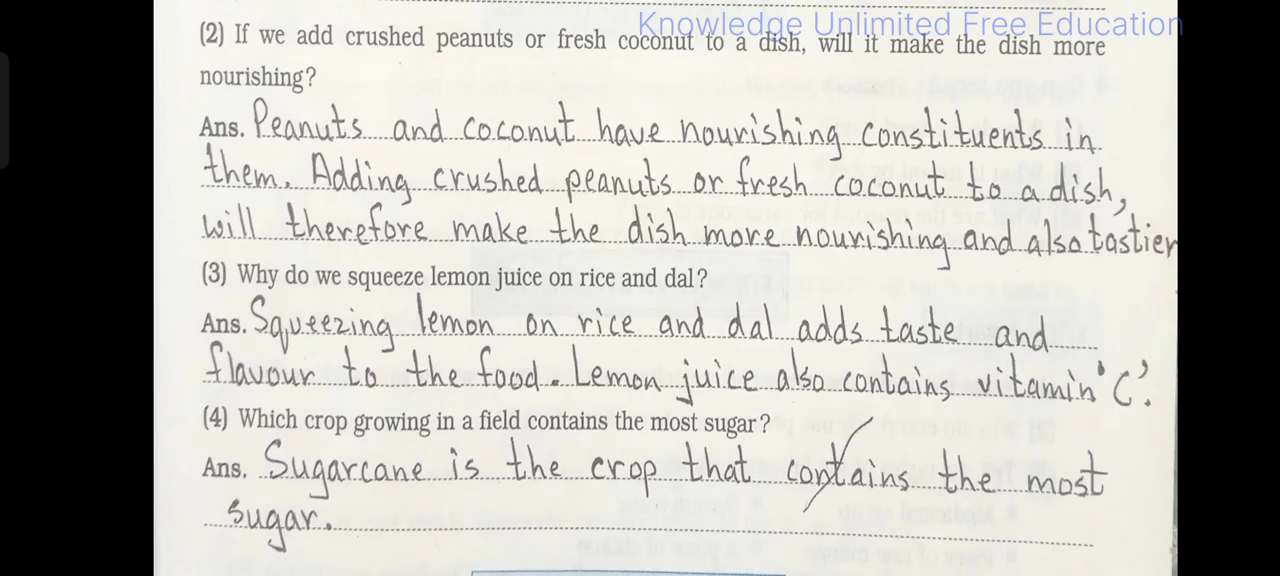 Knowledge Unlimited Free Education
(2) If we add crushed peanuts or fresh coconut to a dish, will it make the dish more
nourishing?
Ans. Peanuts and coconut have nourishing constituents in
them. Adding crushed peanuts or fresh coconut to a dish,
will therefore make the dish more nourishing and also tastier
(3) Why do we squeeze lemon juice on rice and dal?
Ans. Squeezing lemon on rice and dal adds taste and
flavour to the food. Lemon juice also contains vitamin 'C'.
(4) Which crop growing in a field contains the most sugar?
Ans. Sugarcane is the crop that contains the most
sugar.